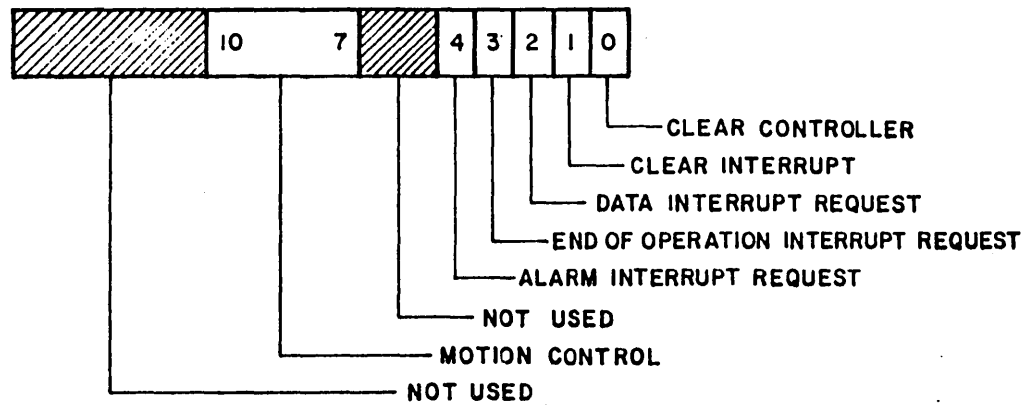 10 7 4 3 2 1 0
CLEAR CONTROLLER
CLEAR INTERRUPT
DATA INTERRUPT REQUEST
END OF OPERATION INTERRUPT REQUEST
ALARM INTERRUPT REQUEST
NOT USED
MOTION CONTROL
NOT USED